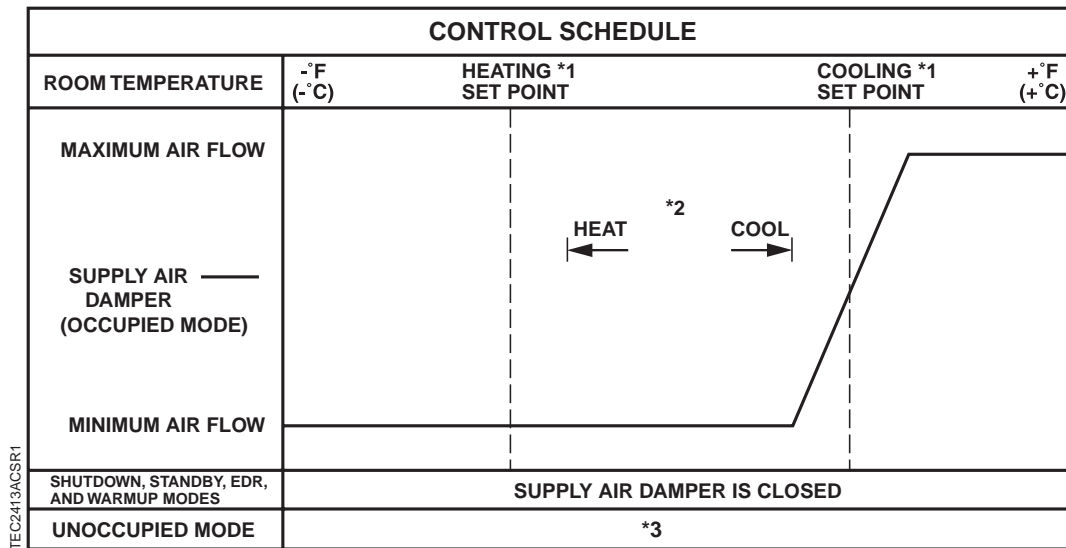 CONTROL SCHEDULE
ROOM TEMPERATURE
-˚F
(-˚C)
HEATING *1
SET POINT
COOLING *1
SET POINT
+˚F
(+˚C)
MAXIMUM AIR FLOW
*2
HEAT
COOL
SUPPLY AIR
DAMPER
(OCCUPIED MODE)
MINIMUM AIR FLOW
SHUTDOWN, STANDBY, EDR,
AND WARMUP MODES
SUPPLY AIR DAMPER IS CLOSED
UNOCCUPIED MODE
*3
TEC2413ACSR1